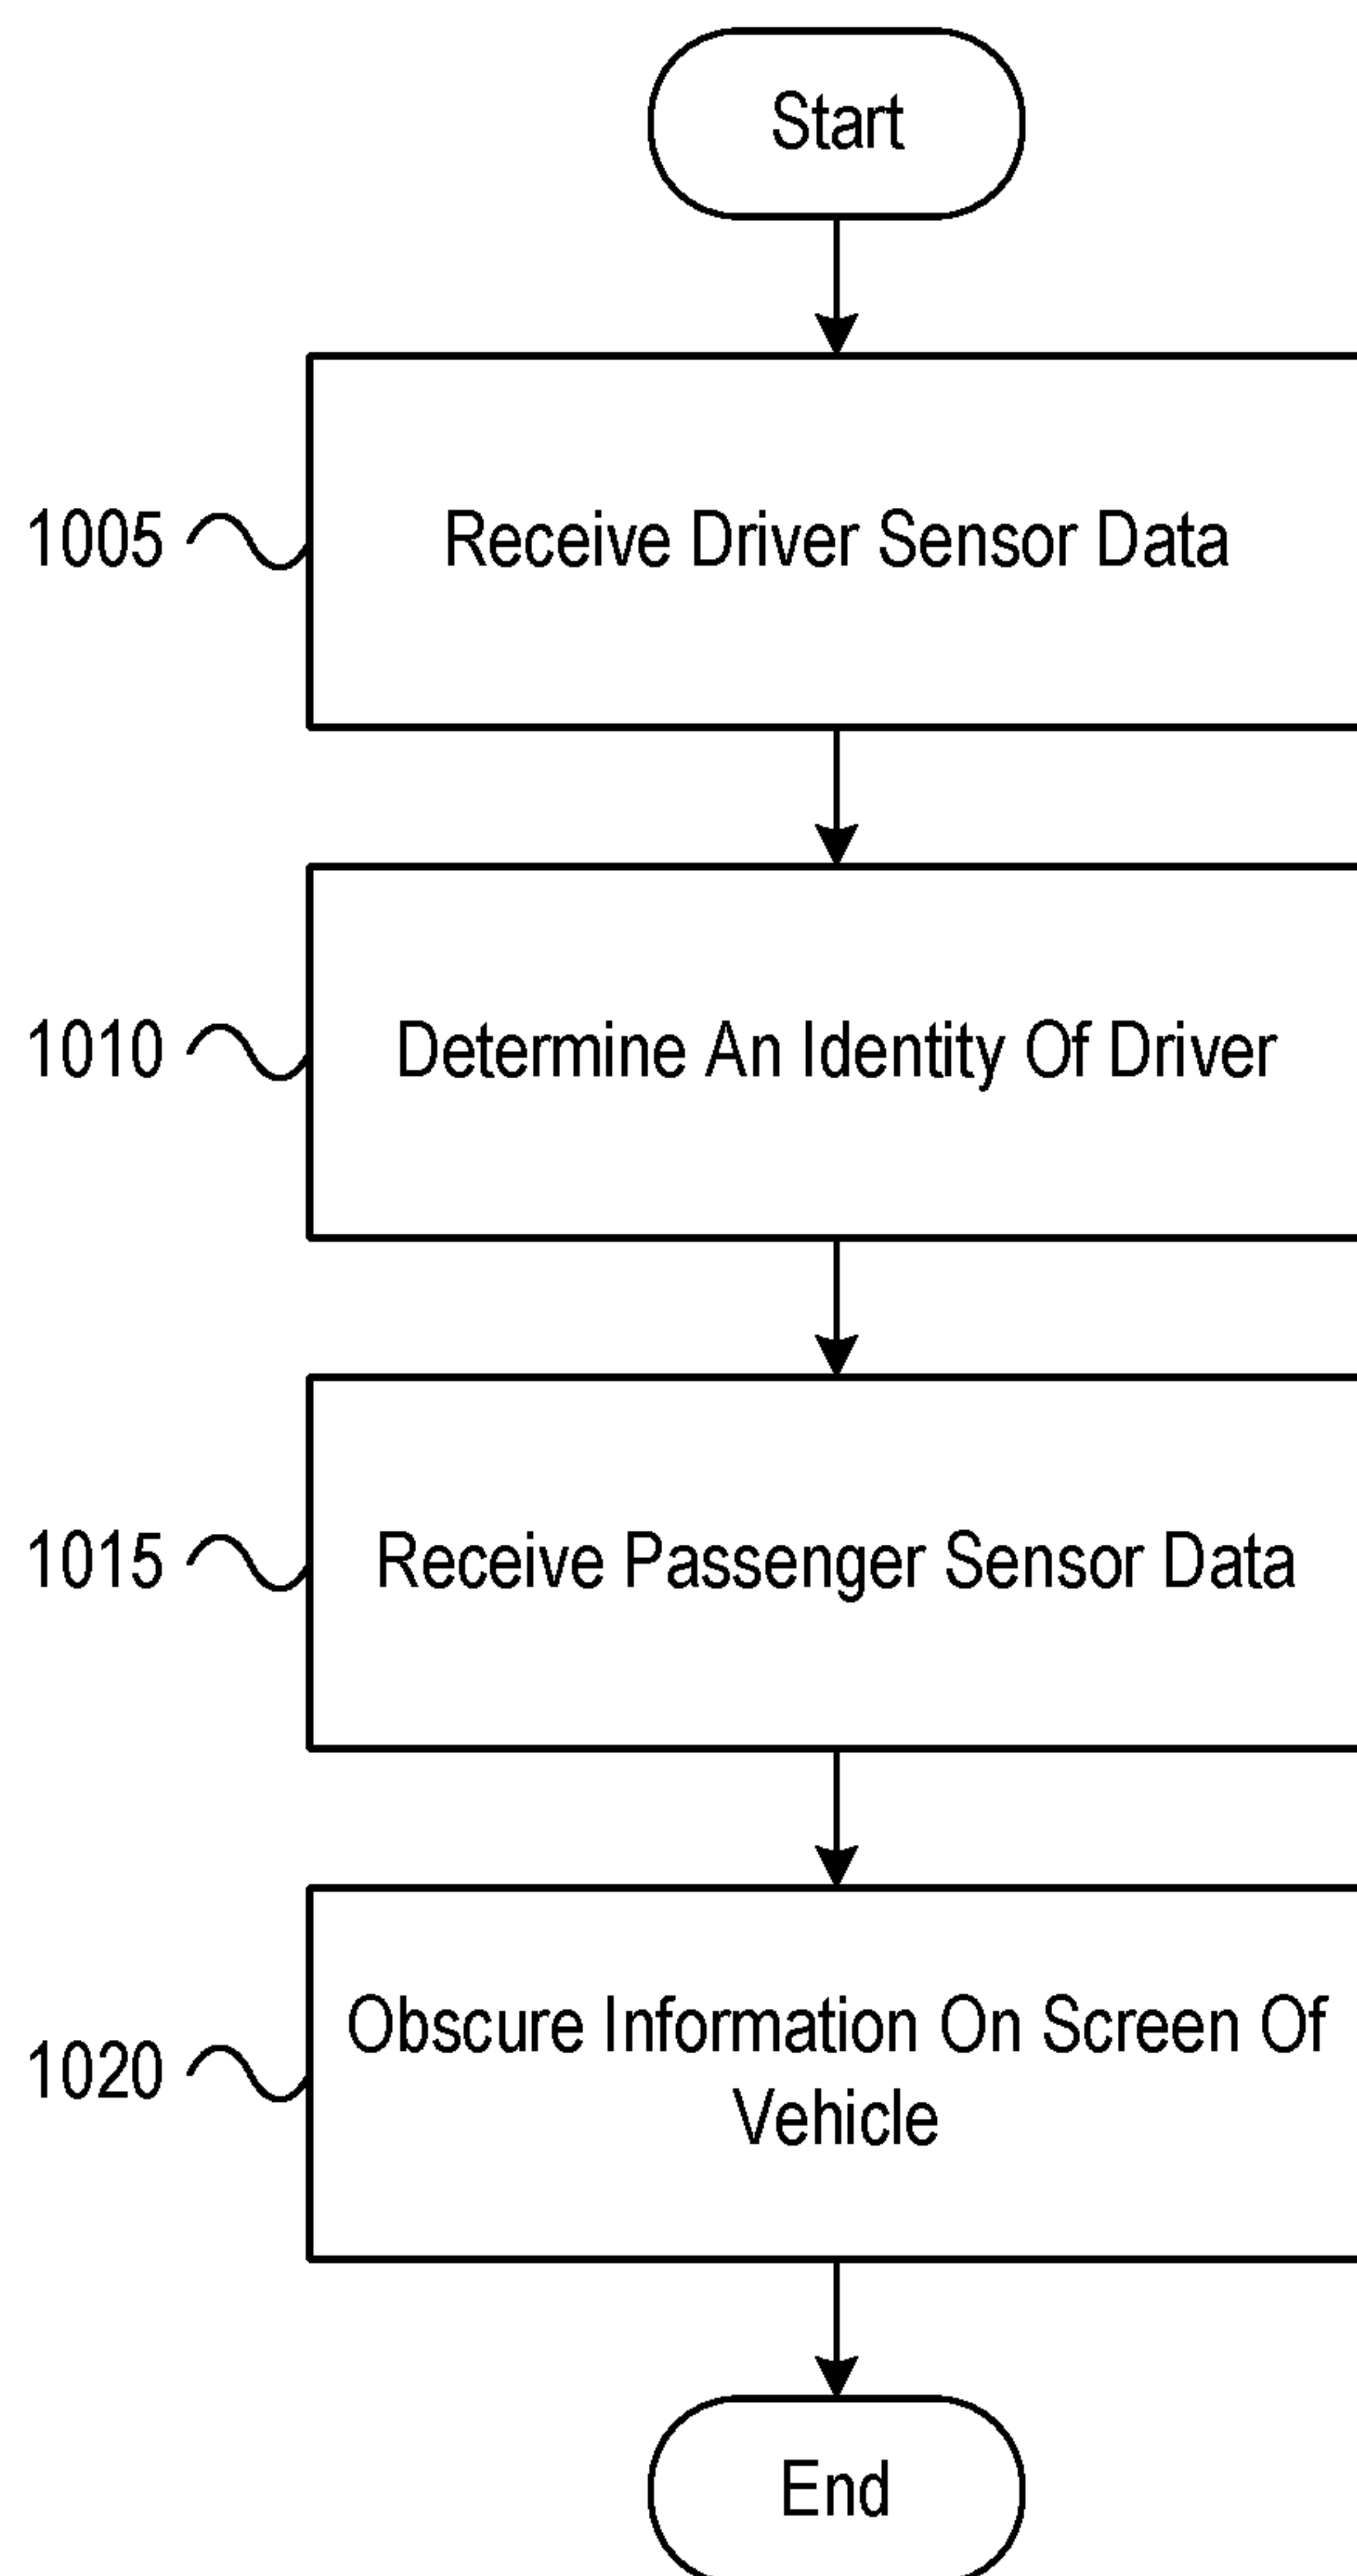 Start
1005
Receive Driver Sensor Data
1010
Determine An Identity Of Driver
1015
Receive Passenger Sensor Data
1020
Obscure Information On Screen Of
Vehicle
End